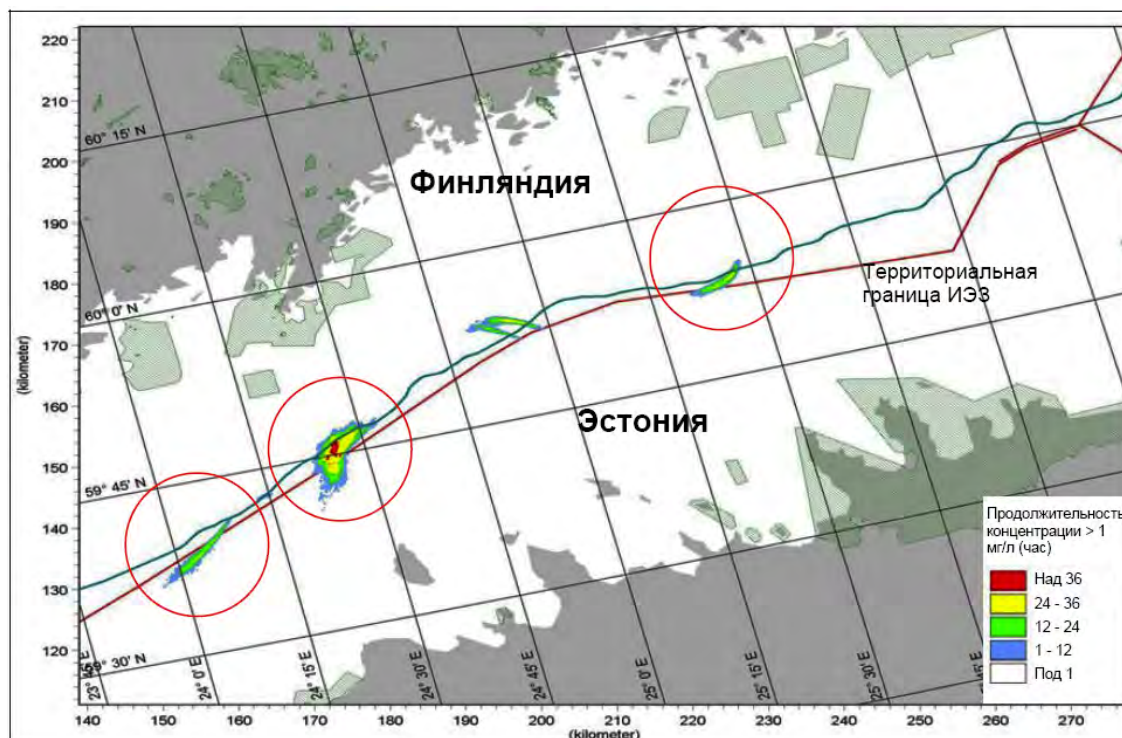 220
210
200
190
180
170
160
150
140
130
120
(kilometer)
60° 15' N
60° 0' N
59° 45' N
59° 30' N
Финляндия
Эстония
Территориальная
граница ИЭЗ
Продолжительность
концентрации > 1
мг/л (час)
Над 36
24 - 36
12 - 24
1 - 12
Под 1
23° 45' E
24° 0' E
24° 15' E
24° 30' E
24° 45' E
25° 0' E
25° 15' E
25° 30' E
140
150
160
170
180
190
200
210
220
230
240
250
260
270
(kilometer)